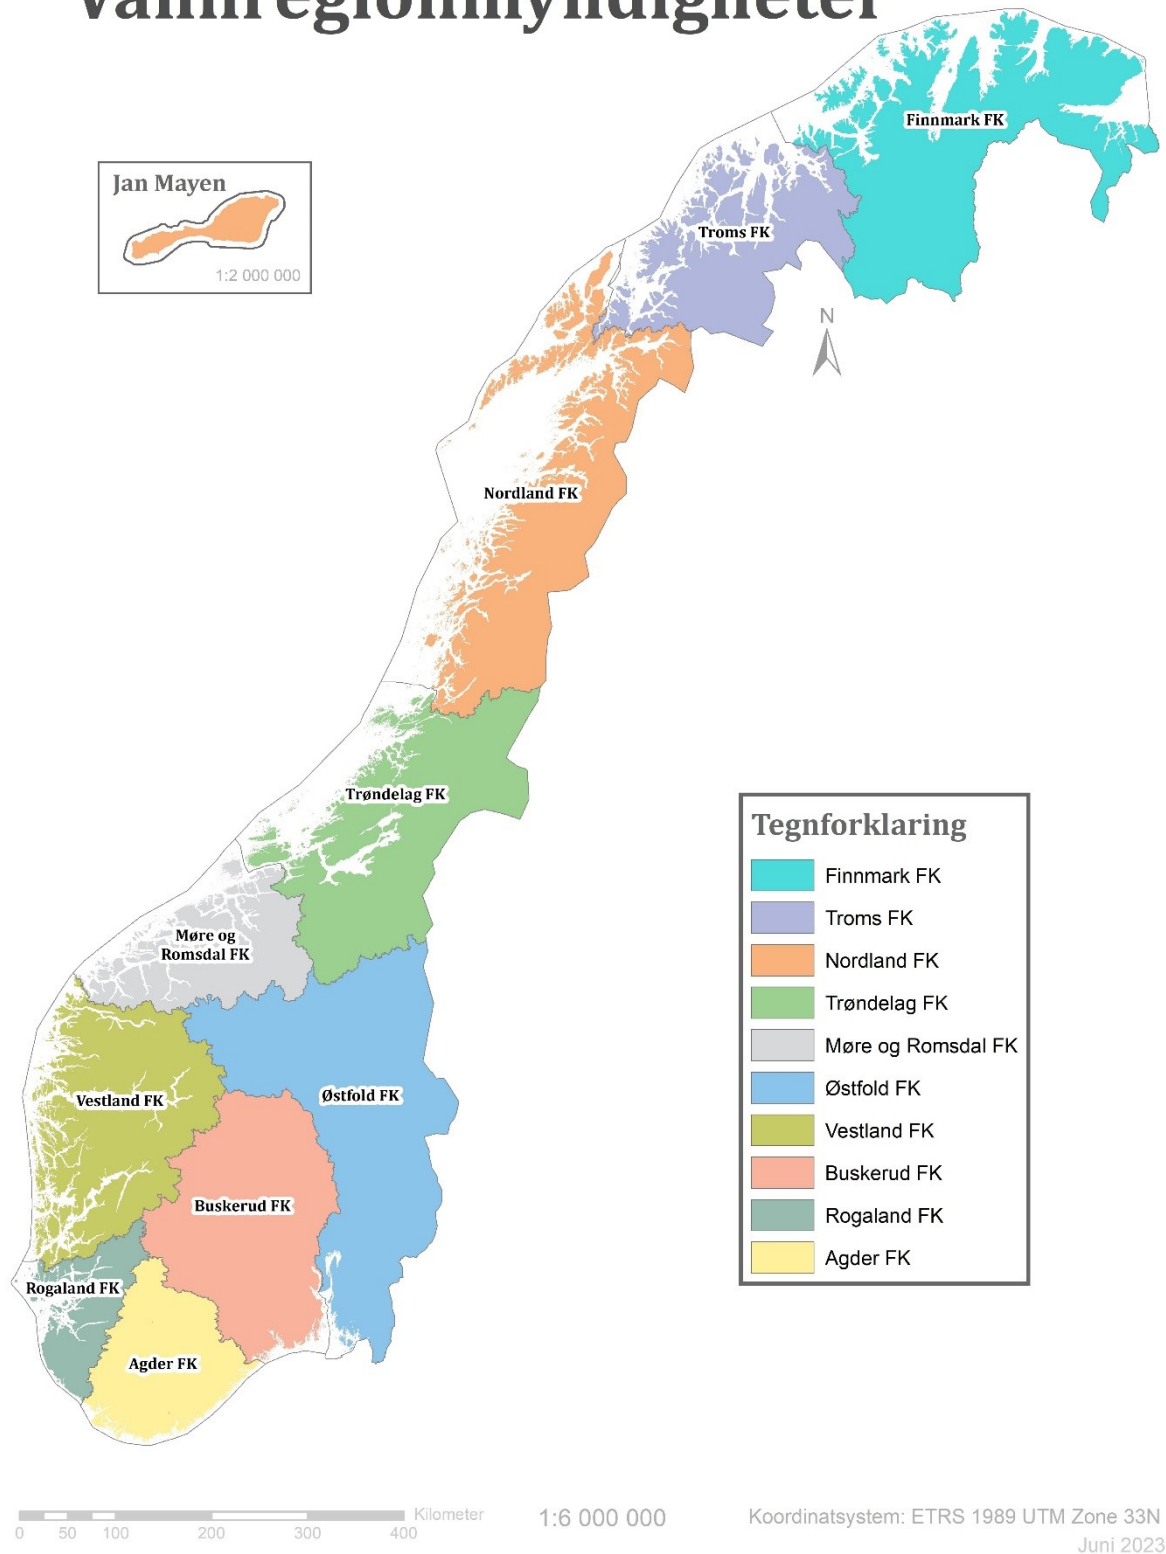 Vannregionmyndigheter
Finnmark FK
Jan Mayen
1:2 000 000
Troms FK
N
Nordland FK
Trøndelag FK
Møre og
Romsdal FK
Vestland FK
Østfold FK
Buskerud FK
Rogaland FK
Agder FK
Tegnforklaring
Finnmark FK
Troms FK
Nordland FK
Trøndelag FK
Møre og Romsdal FK
Østfold FK
Vestland FK
Buskerud FK
Rogaland FK
Agder FK
Kilometer
0 50 100 200 300 400
1:6 000 000
Koordinatsystem: ETRS 1989 UTM Zone 33N
Juni 2023